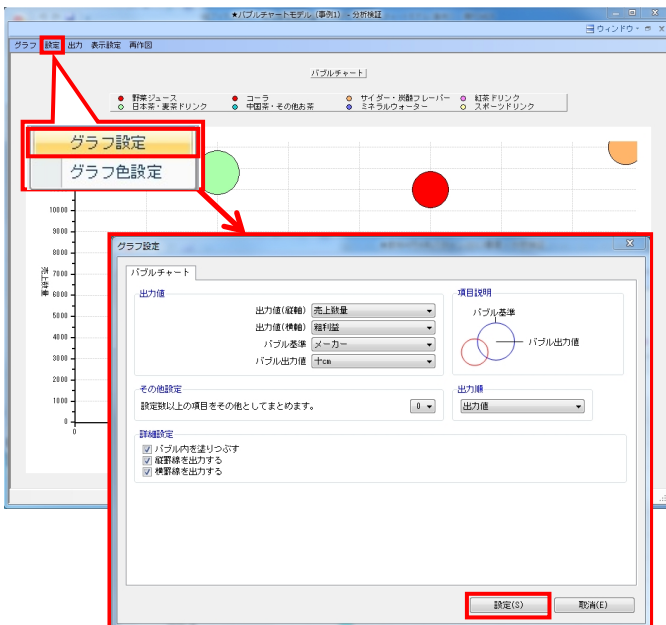 ★バブルチャートモデル（事例1） - 分析検証
ウィンドウ
グラフ 設定 出力 表示設定 再作図
バブルチャート
野菜ジュース コーラ サイダー・炭酸フレーバー 紅茶ドリンク
日本茶・麦茶ドリンク 中国茶・その他お茶 ミネラルウォーター スポーツドリンク
グラフ設定
グラフ色設定
10000
9000
8000
7000
6000
5000
4000
3000
2000
1000
0
0
売上数量
グラフ設定
バブルチャート
出力値
出力値(縦軸) 売上数量
出力値(横軸) 粗利益
バブル基準 メーカー
バブル出力値 十cm
項目説明
バブル基準
バブル出力値
その他設定
設定数以上の項目をその他としてまとめます。 0
出力順
出力値
詳細設定
バブル内を塗りつぶす
縦罫線を出力する
横罫線を出力する
設定(S) 取消(E)